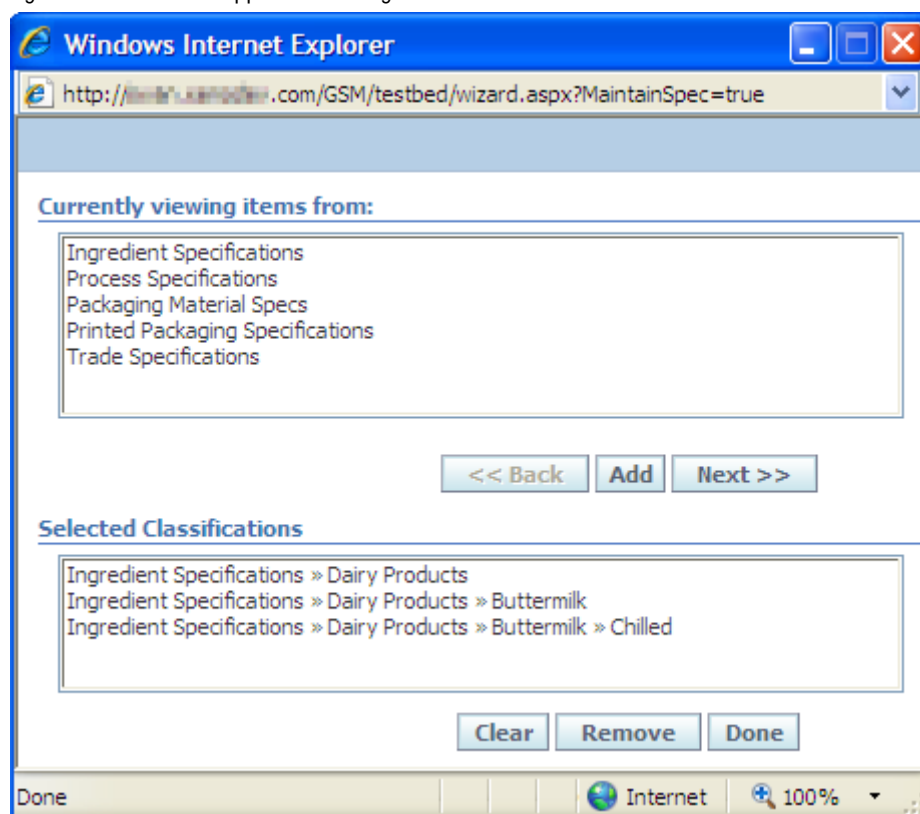 Windows Internet Explorer
http:// .com/GSM/testbed/wizard.aspx?MaintainSpec=true
Currently viewing items from:
Ingredient Specifications
Process Specifications
Packaging Material Specs
Printed Packaging Specifications
Trade Specifications
<< Back Add Next >>
Selected Classifications
Ingredient Specifications » Dairy Products
Ingredient Specifications » Dairy Products » Buttermilk
Ingredient Specifications » Dairy Products » Buttermilk » Chilled
Clear Remove Done
Done Internet 100%